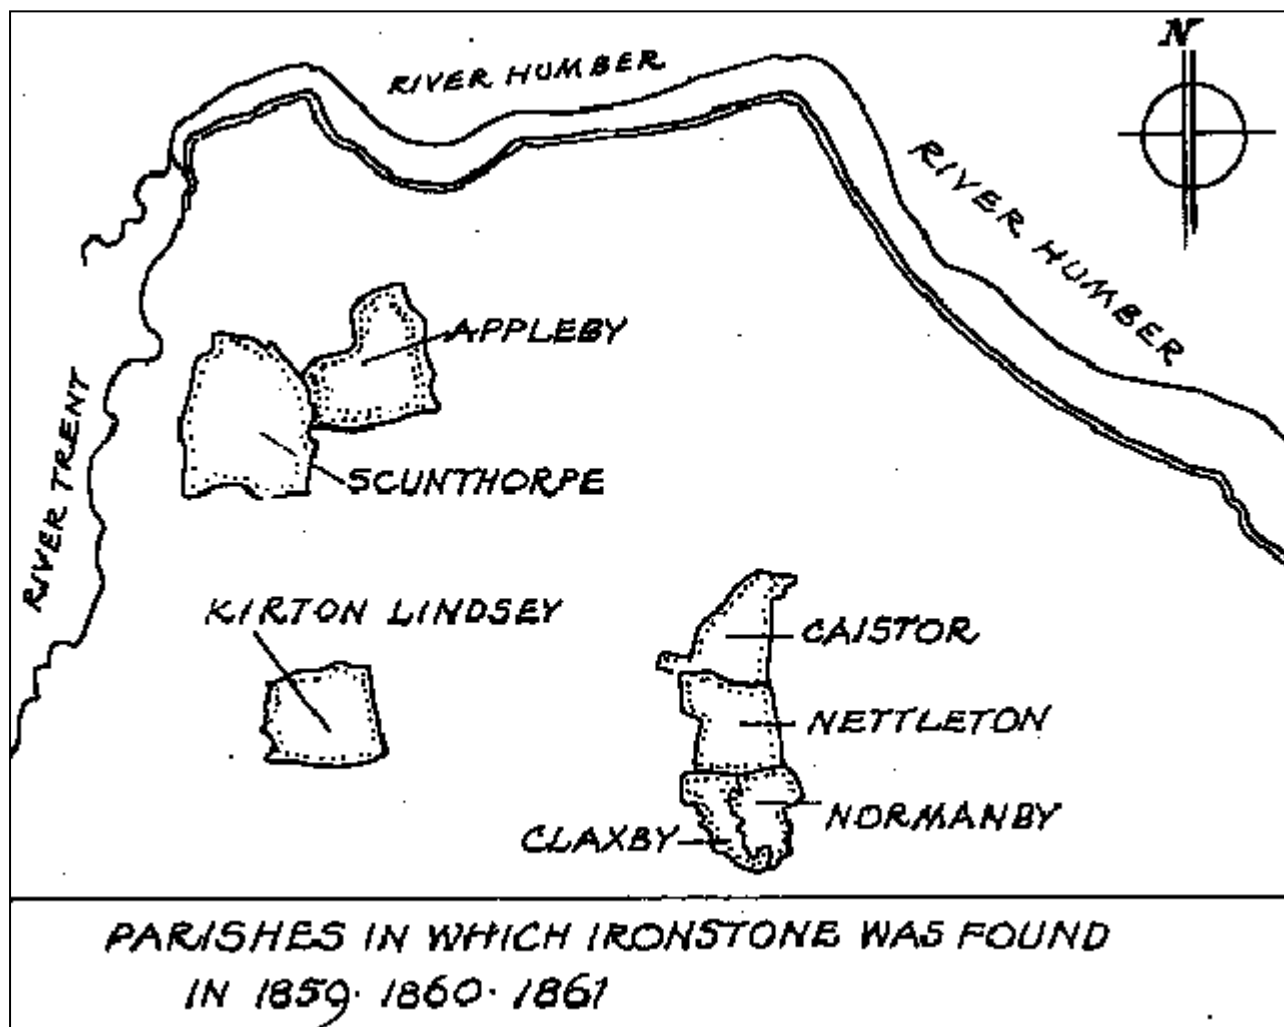 N
RIVER HUMBER
RIVER HUMBER
APPLEBY
RIVER TRENT
SCUNTHORPE
KIRTON LINDSEY
CAISTOR
NETTLETON
NORMANBY
CLAXBY
PARISHES IN WHICH IRONSTONE WAS FOUND
IN 1859· 1860· 1861